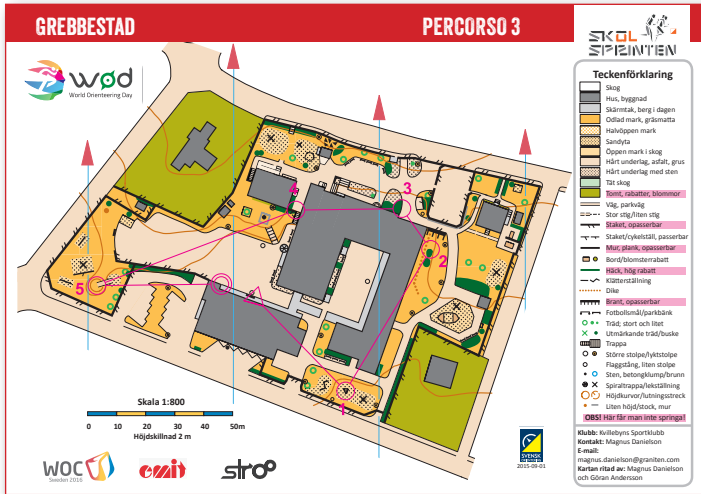 GREBBESTAD
PERCORSO 3
SKOL
SPRINTEN
wod
World Orienteering Day
Teckenförklaring
Skog
Hus, byggnad
Skärmtak, berg i dagen
Odlad mark, gräsmatta
Halvöppen mark
Sandyta
Öppen mark i skog
Hårt underlag, asfalt, grus
Hårt underlag med sten
Tät skog
Tomt, rabatter, blommor
Väg, parkväg
Stor stig/liten stig
Staket, opasserbar
Staket/cykelställ, passerbar
Mur, plank, opasserbar
Bord/blomsterrabatt
Häck, hög rabatt
Klätterställning
Dike
Brant, opasserbar
Fotbollsmål/parkbänk
Träd; stort och litet
Utmärkande träd/buske
Trappa
Större stolpe/lyktstolpe
Flaggstång, liten stolpe
Sten, betongklump/brunn
Spiraltrappa/lekställning
Höjdkurvor/lutningsstreck
Liten höjd/stock, mur
OBS! Här får man inte springa!
Klubb: Kvillebyns Sportklubb
Kontakt: Magnus Danielson
E-mail:
magnus.danielson@graniten.com
Kartan ritad av: Magnus Danielson
och Göran Andersson
4
3
2
5
1
Skala 1:800
0 10 20 30 40 50m
Höjdskillnad 2 m
WOC
Sweden 2016
emit
stroo
SVENSK
2015-09-01